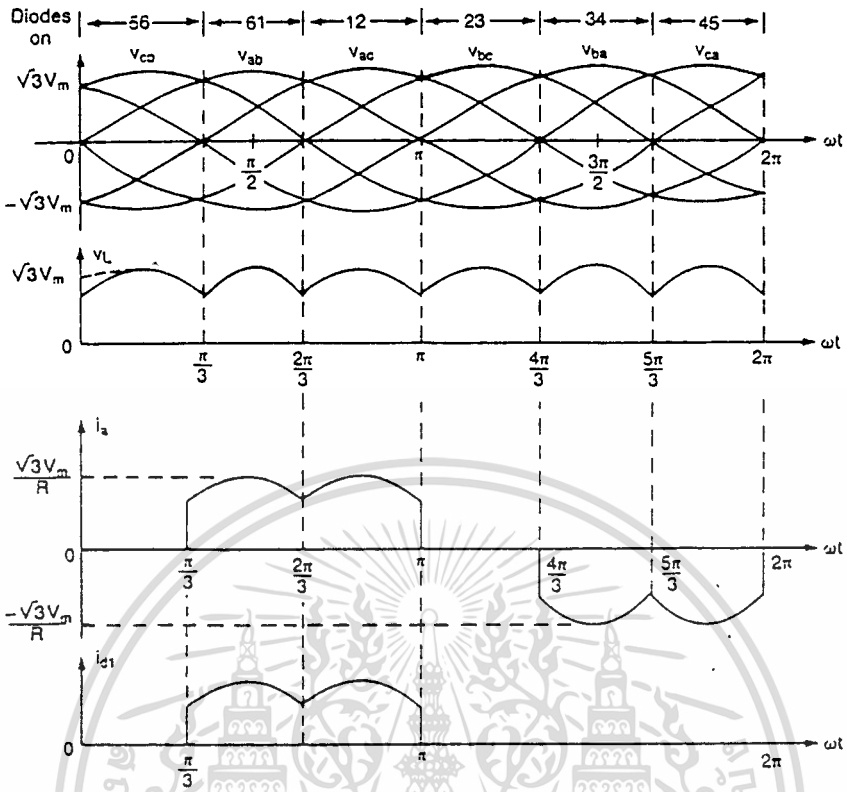 Diodes on
56 61 12 23 34 45
v_cb v_ab v_ac v_bc v_ba v_ca
√3V_m
0 π/2 π 3π/2 2π ωt
-√3V_m
v_L
√3V_m
0 ωt
π/3 2π/3 π 4π/3 5π/3 2π
i_a
√3V_m/R
0 π/3 2π/3 π 4π/3 5π/3 2π ωt
-√3V_m/R
i_d1
0 π/3 π 2π ωt